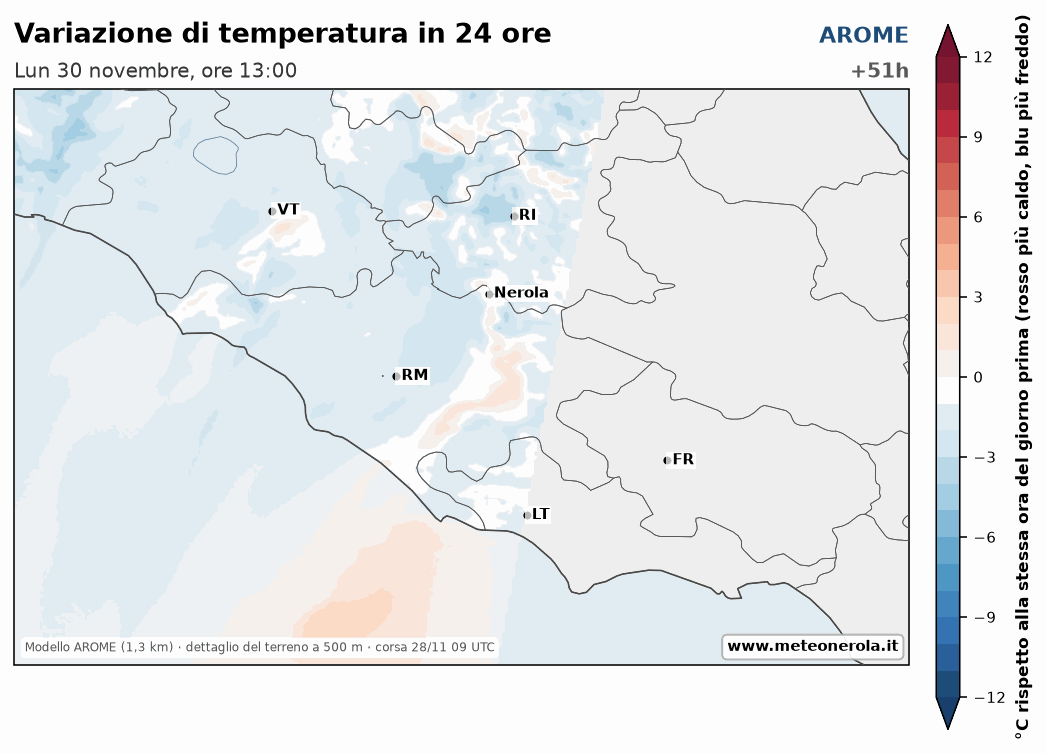 Variazione di temperatura in 24 ore
AROME
Lun 30 novembre, ore 13:00
+51h
VT
RI
Nerola
RM
FR
LT
Modello AROME (1,3 km) · dettaglio del terreno a 500 m · corsa 28/11 09 UTC
www.meteonerola.it
12
9
6
3
0
−3
−6
−9
−12
°C rispetto alla stessa ora del giorno prima (rosso più caldo, blu più freddo)